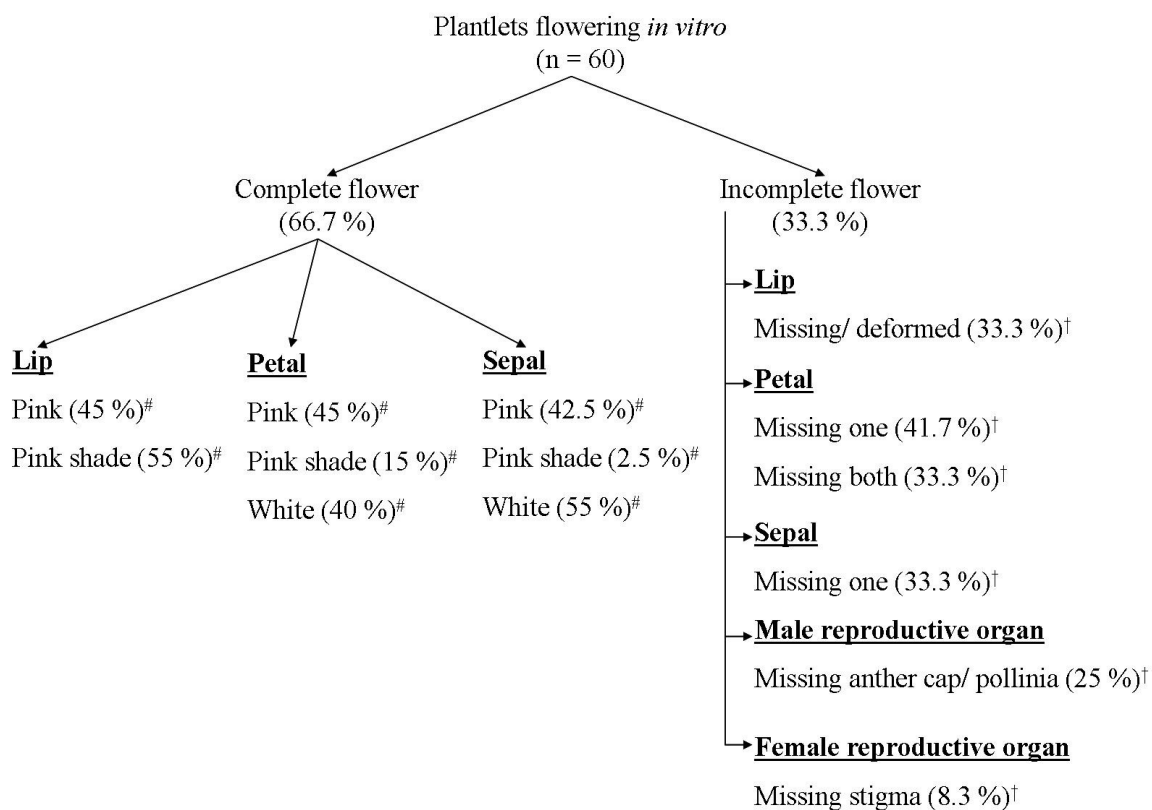 Plantlets flowering in vitro
(n = 60)
Complete flower
(66.7 %)
Lip
Pink (45 %)#
Pink shade (55 %)#
Petal
Pink (45 %)#
Pink shade (15 %)#
White (40 %)#
Sepal
Pink (42.5 %)#
Pink shade (2.5 %)#
White (55 %)#
Incomplete flower
(33.3 %)
Lip
Missing/ deformed (33.3 %)†
Petal
Missing one (41.7 %)†
Missing both (33.3 %)†
Sepal
Missing one (33.3 %)†
Male reproductive organ
Missing anther cap/ pollinia (25 %)†
Female reproductive organ
Missing stigma (8.3 %)†